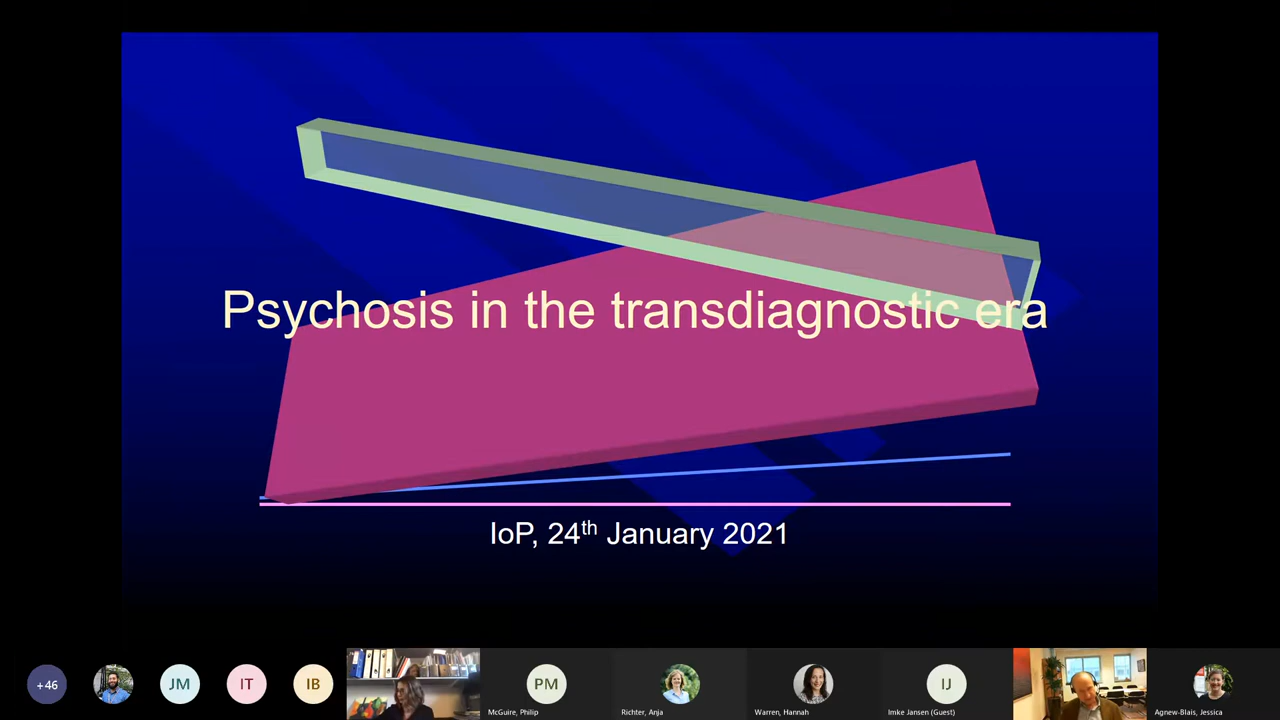 Psychosis in the transdiagnostic era
IoP, 24th January 2021
+46
JM
IT
IB
PM
McGuire, Philip
Richter, Anja
Warren, Hannah
IJ
Imke Jansen (Guest)
Agnew-Blais, Jessica